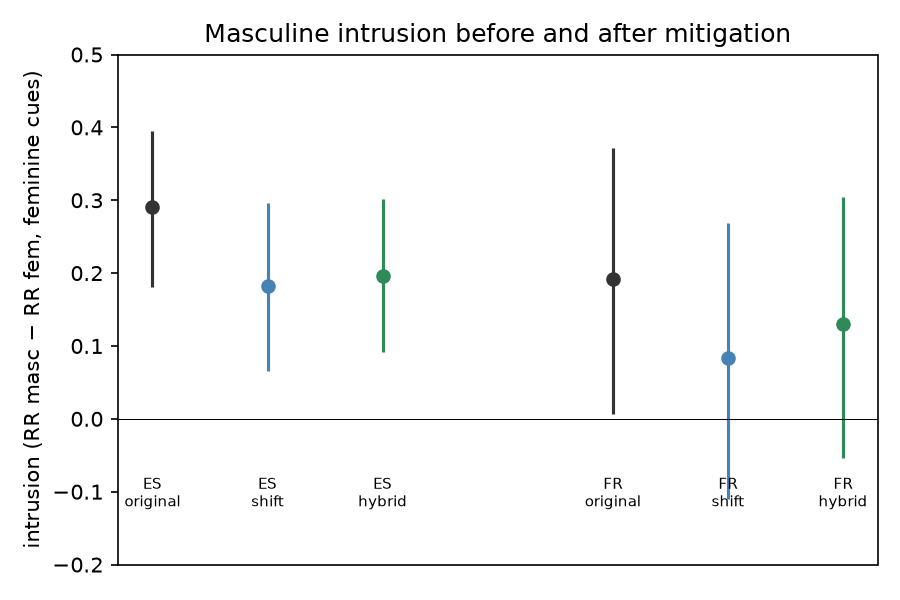 Masculine intrusion before and after mitigation
intrusion (RR masc − RR fem, feminine cues)
0.5
0.4
0.3
0.2
0.1
0.0
−0.1
−0.2
ES
original
ES
shift
ES
hybrid
FR
original
FR
shift
FR
hybrid